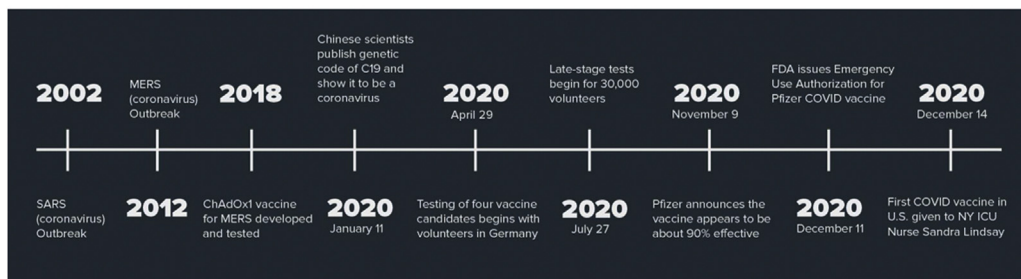 2002
SARS
(coronavirus)
Outbreak
MERS
(coronavirus)
Outbreak
2012
2018
ChAdOx1 vaccine
for MERS developed
and tested
Chinese scientists
publish genetic
code of C19 and
show it to be a
coronavirus
2020
January 11
2020
April 29
Testing of four vaccine
candidates begins with
volunteers in Germany
Late-stage tests
begin for 30,000
volunteers
2020
July 27
2020
November 9
Pfizer announces the
vaccine appears to be
about 90% effective
FDA issues Emergency
Use Authorization for
Pfizer COVID vaccine
2020
December 11
2020
December 14
First COVID vaccine in
U.S. given to NY ICU
Nurse Sandra Lindsay